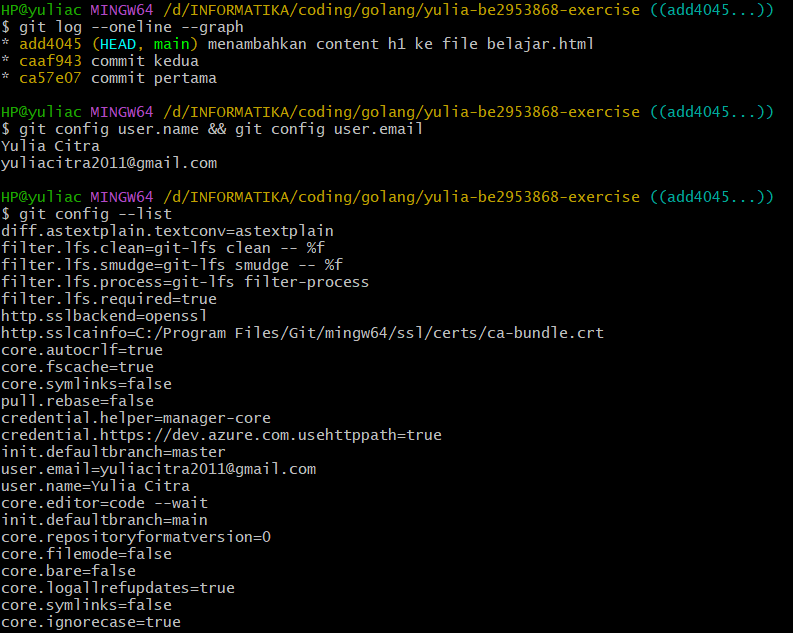 HP@yuliac MINGW64 /d/INFORMATIKA/coding/golang/yulia-be2953868-exercise ((add4045...))
$ git log --oneline --graph
* add4045 (HEAD, main) menambahkan content h1 ke file belajar.html
* caaf943 commit kedua
* ca57e07 commit pertama
HP@yuliac MINGW64 /d/INFORMATIKA/coding/golang/yulia-be2953868-exercise ((add4045...))
$ git config user.name && git config user.email
Yulia Citra
yuliacitra2011@gmail.com
HP@yuliac MINGW64 /d/INFORMATIKA/coding/golang/yulia-be2953868-exercise ((add4045...))
$ git config --list
diff.astextplain.textconv=astextplain
filter.lfs.clean=git-lfs clean -- %f
filter.lfs.smudge=git-lfs smudge -- %f
filter.lfs.process=git-lfs filter-process
filter.lfs.required=true
http.sslbackend=openssl
http.sslcainfo=C:/Program Files/Git/mingw64/ssl/certs/ca-bundle.crt
core.autocrlf=true
core.fscache=true
core.symlinks=false
pull.rebase=false
credential.helper=manager-core
credential.https://dev.azure.com.usehttppath=true
init.defaultbranch=master
user.email=yuliacitra2011@gmail.com
user.name=Yulia Citra
core.editor=code --wait
init.defaultbranch=main
core.repositoryformatversion=0
core.filemode=false
core.bare=false
core.logallrefupdates=true
core.symlinks=false
core.ignorecase=true